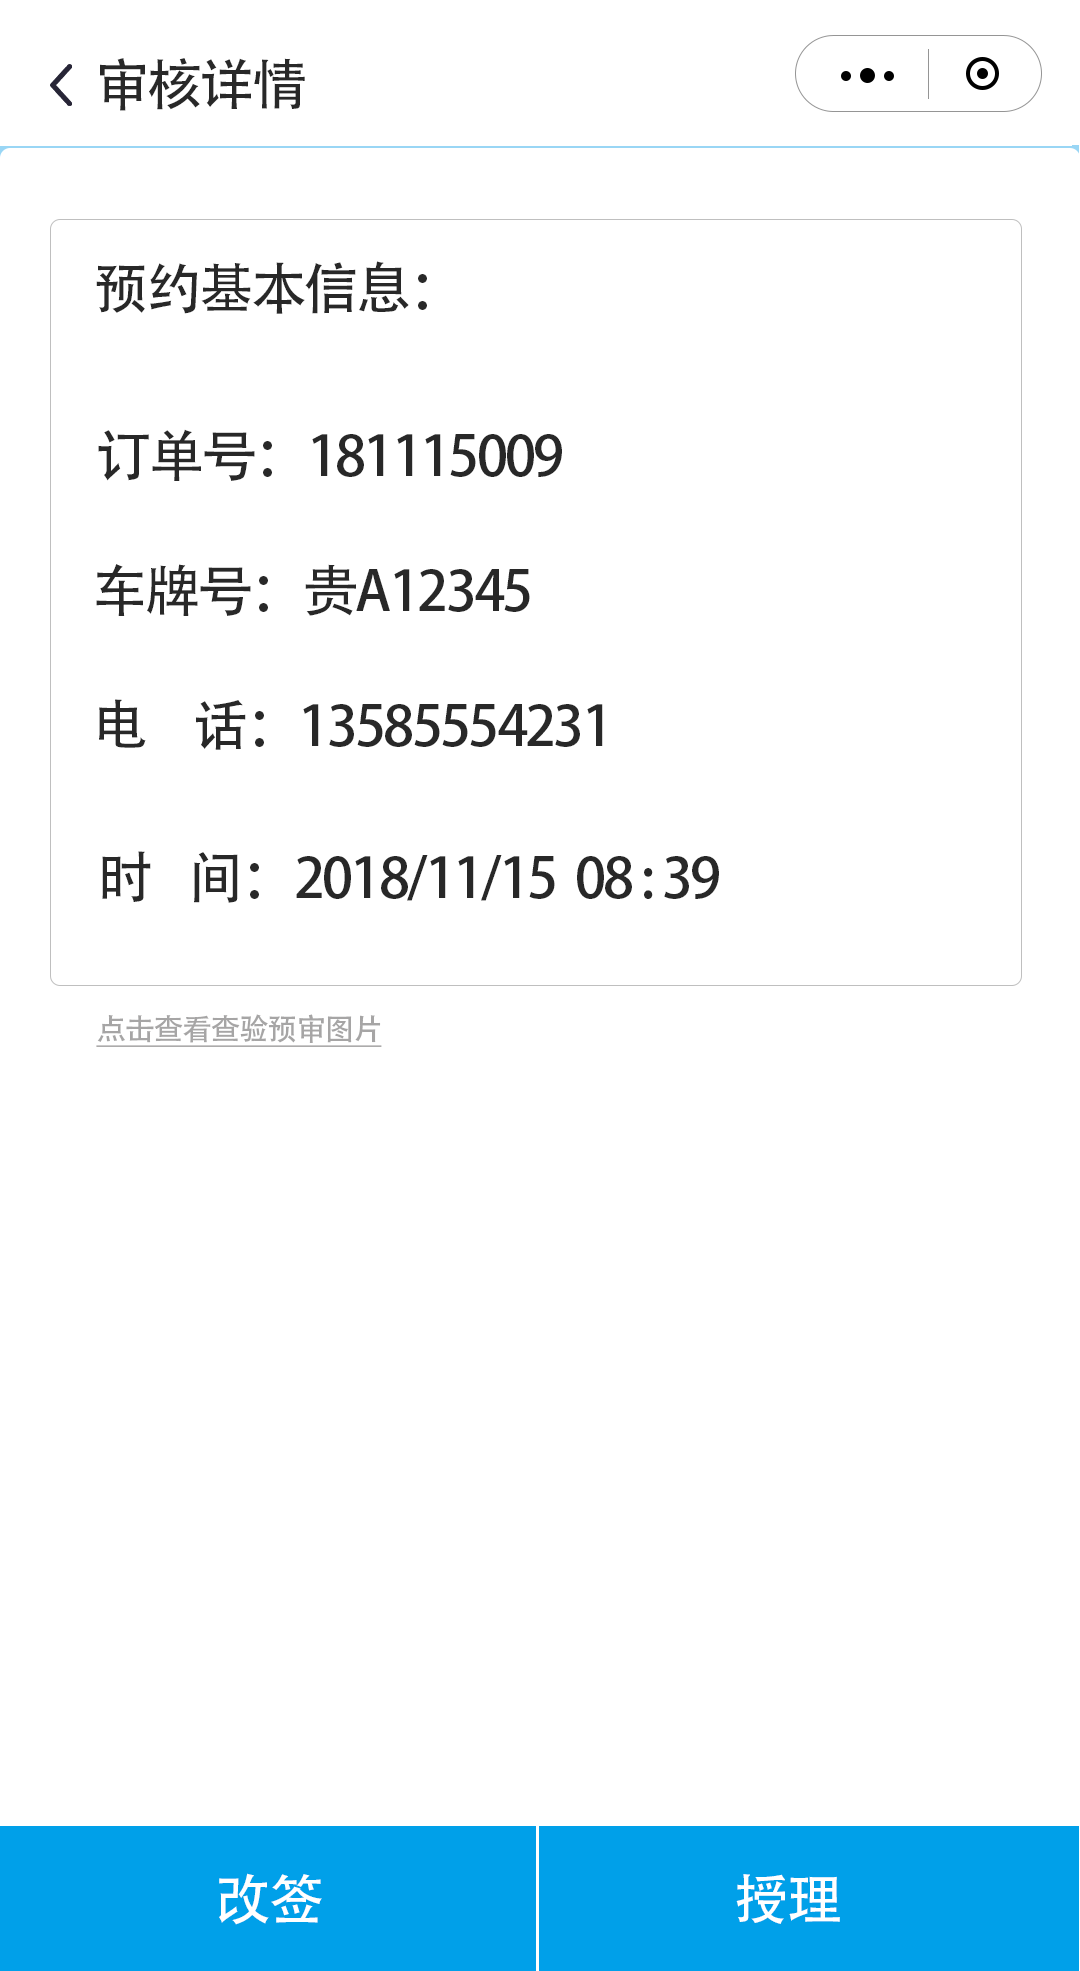 审核详情
预约基本信息：
订单号：181115009
车牌号：贵A12345
电 话：13585554231
时 间：2018/11/15 08:39
点击查看查验预审图片
改签
授理